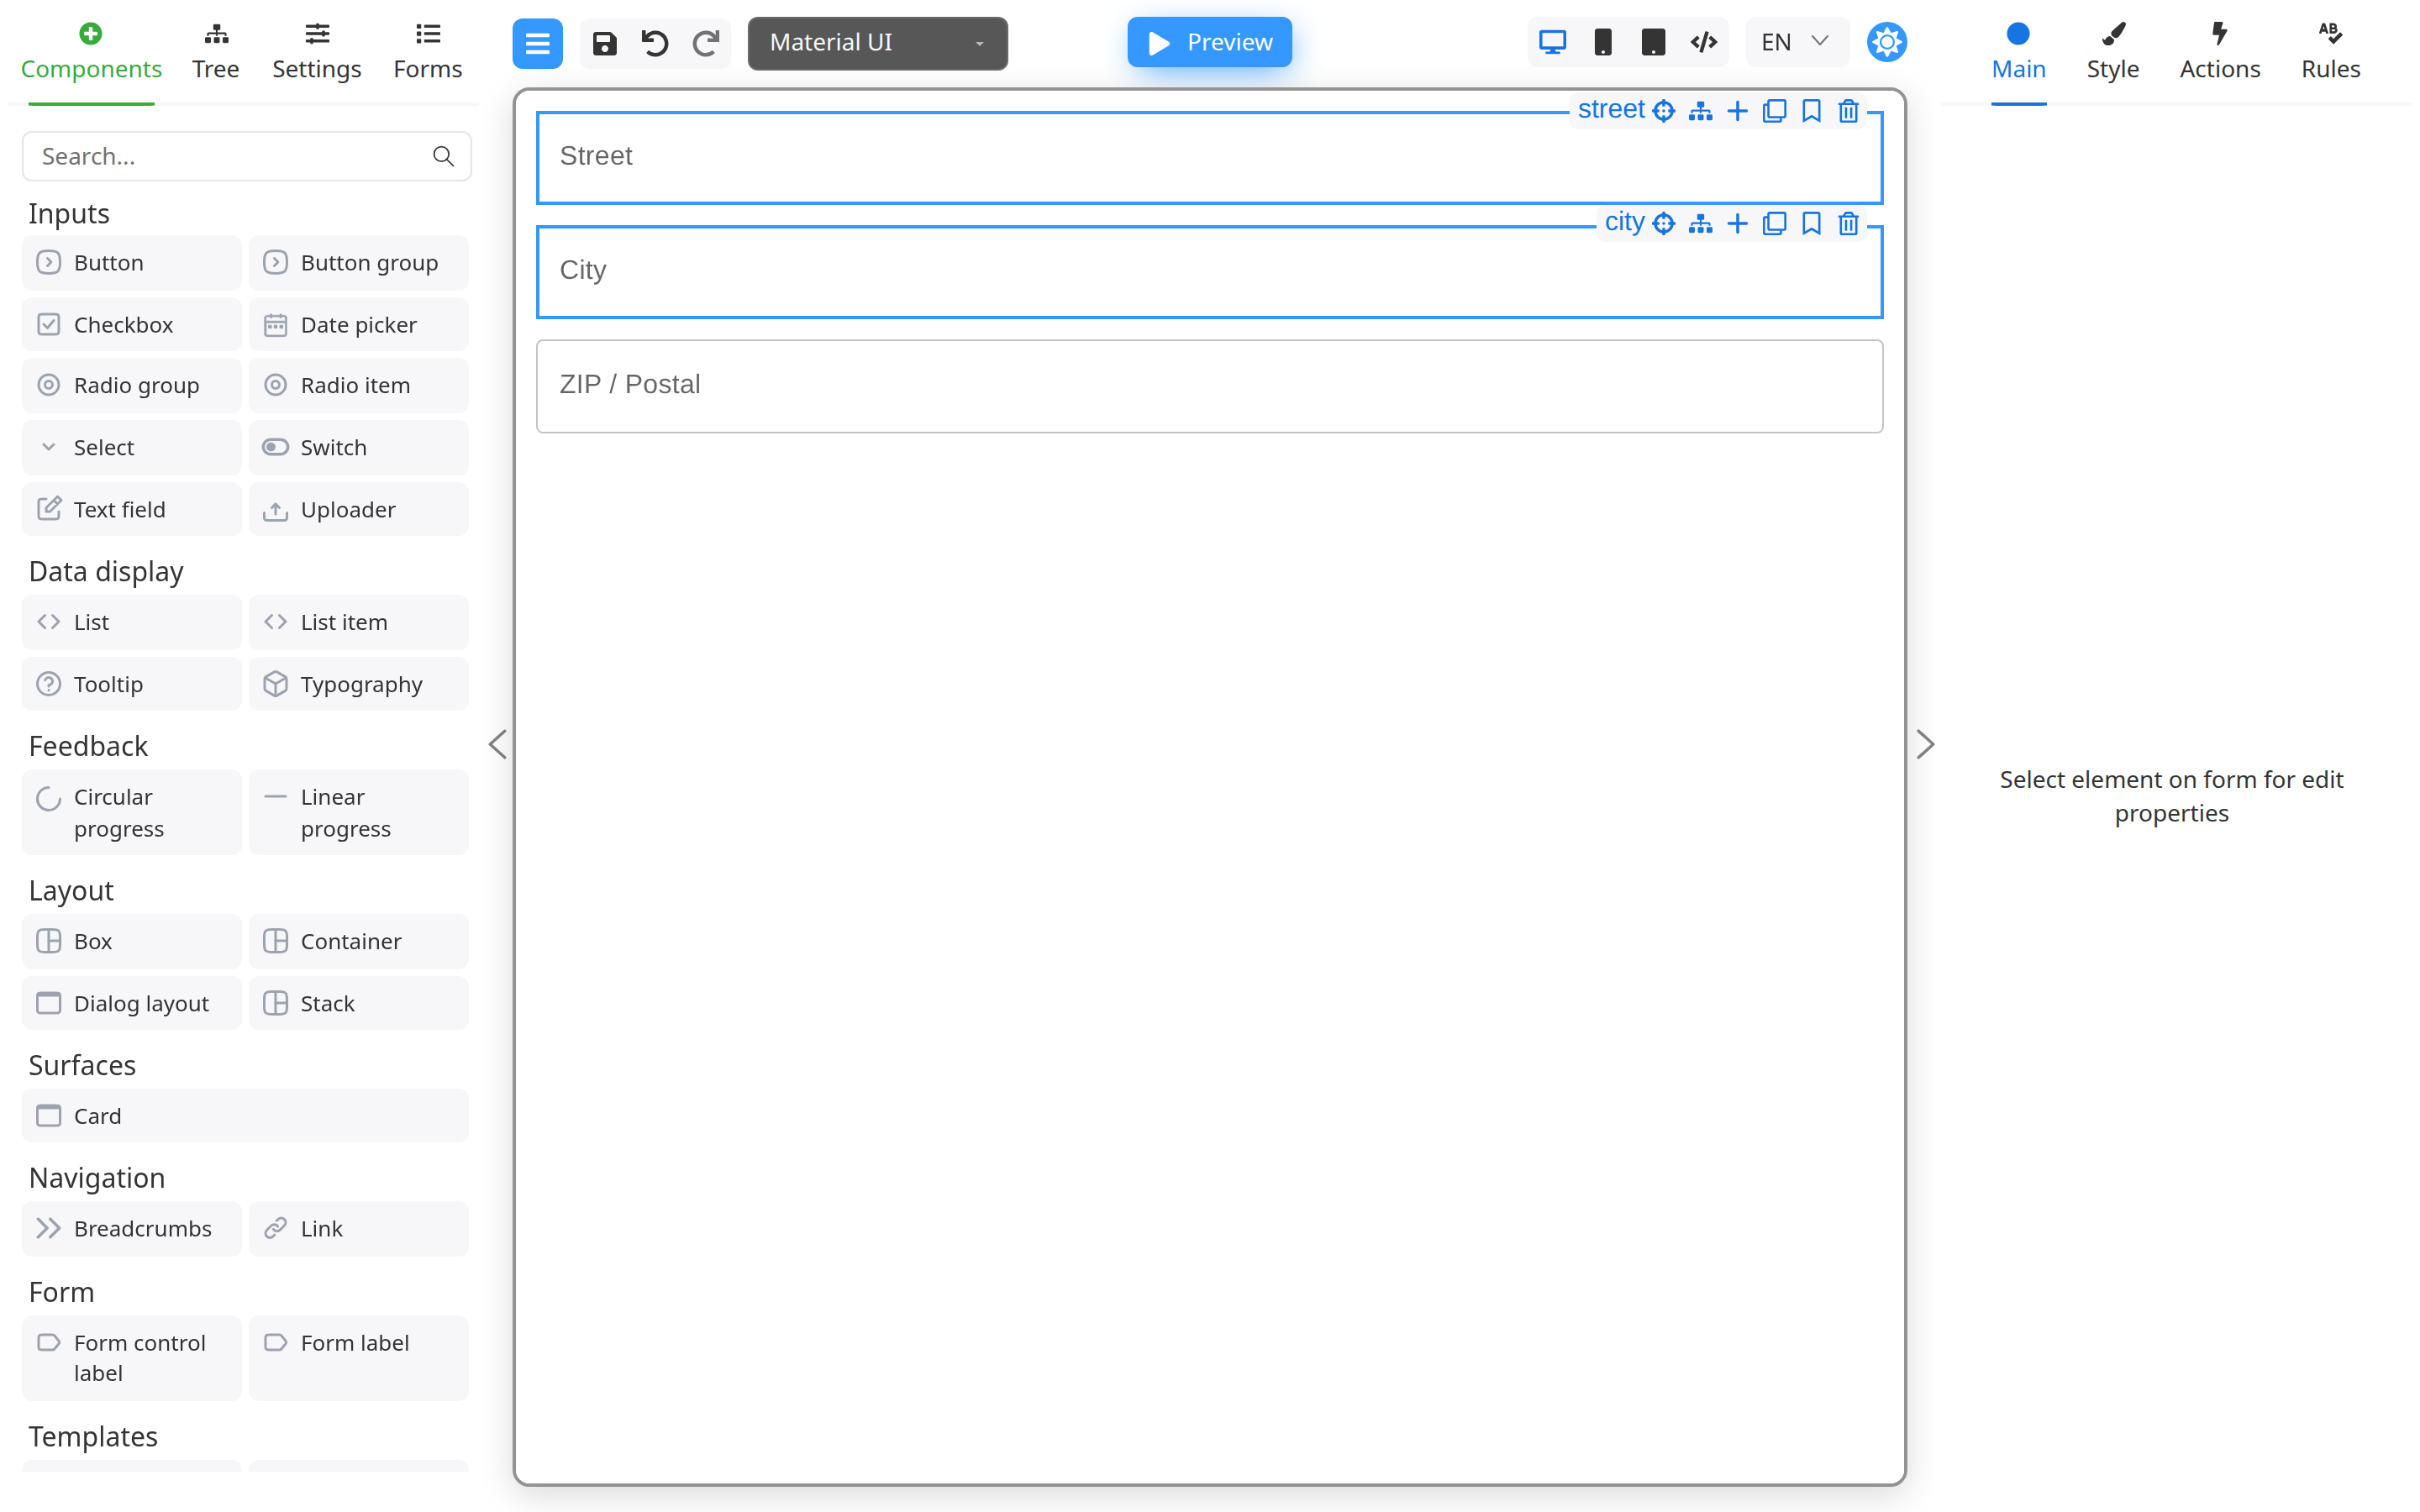 Components
Tree
Settings
Forms
Material UI
Preview
EN
Main
Style
Actions
AB
Rules
Search...
Inputs
Button
Button group
Checkbox
Date picker
Radio group
Radio item
Select
Switch
Text field
Uploader
Data display
List
List item
Tooltip
Typography
Feedback
Circular
progress
Linear
progress
Layout
Box
Container
Dialog layout
Stack
Surfaces
Card
Navigation
Breadcrumbs
Link
Form
Form control
label
Form label
Templates
street
Street
city
City
ZIP / Postal
Select element on form for edit
properties